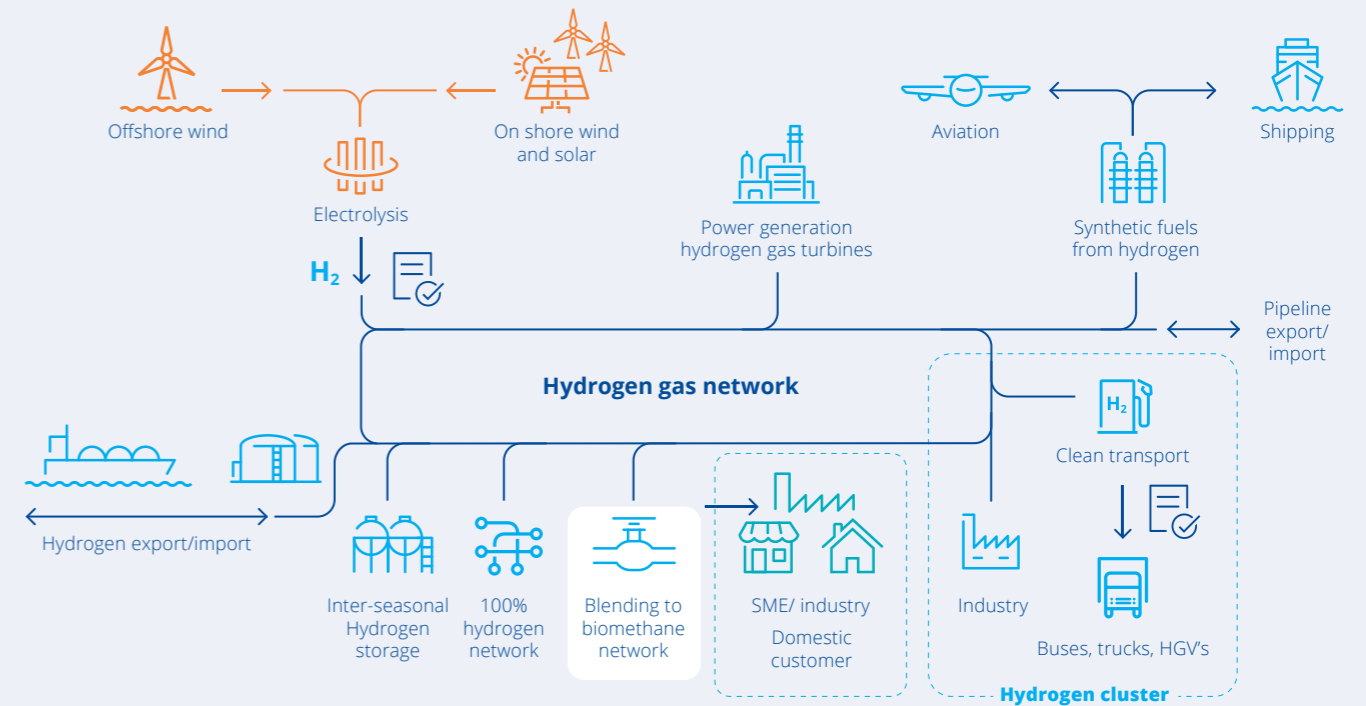 Offshore wind
On shore wind
and solar
Electrolysis
H₂
Aviation
Shipping
Power generation
hydrogen gas turbines
Synthetic fuels
from hydrogen
Pipeline
export/
import
Hydrogen gas network
H₂
Clean transport
Hydrogen export/import
Inter-seasonal
Hydrogen
storage
100%
hydrogen
network
Blending to
biomethane
network
SME/ industry
Domestic
customer
Industry
Buses, trucks, HGV's
Hydrogen cluster